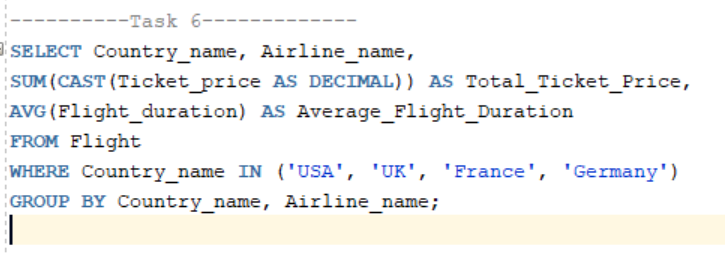 ----------Task 6-------------
SELECT Country_name, Airline_name,
SUM(CAST(Ticket_price AS DECIMAL)) AS Total_Ticket_Price,
AVG(Flight_duration) AS Average_Flight_Duration
FROM Flight
WHERE Country_name IN ('USA', 'UK', 'France', 'Germany')
GROUP BY Country_name, Airline_name;